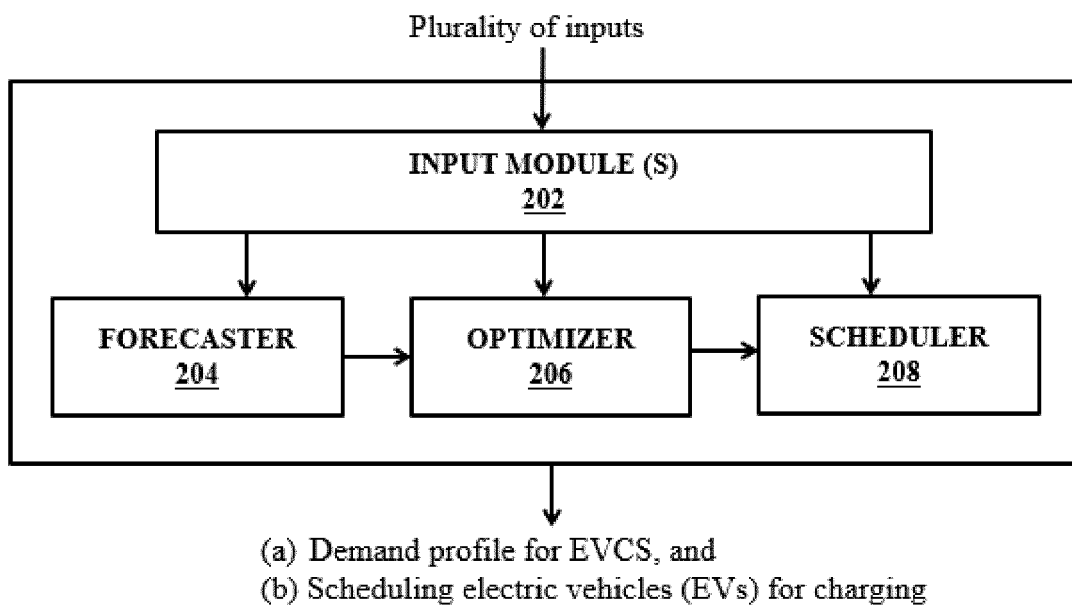 Plurality of inputs
INPUT MODULE (S)
202
FORECASTER
204
OPTIMIZER
206
SCHEDULER
208
(a) Demand profile for EVCS, and
(b) Scheduling electric vehicles (EVs) for charging